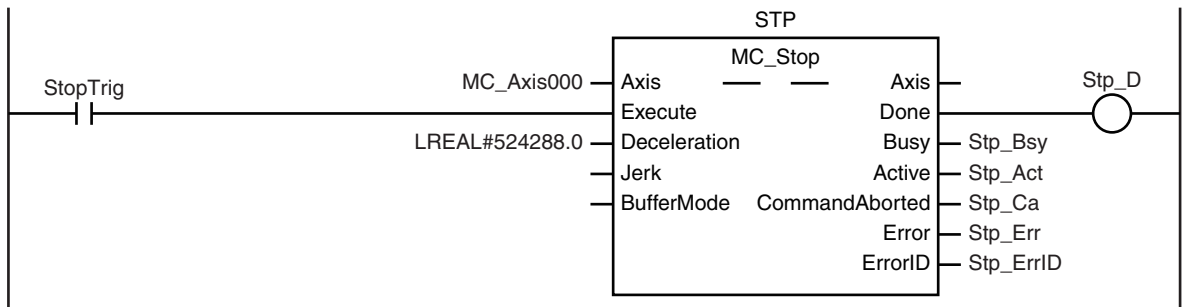 STP
MC_Stop
StopTrig
MC_Axis000 Axis Axis Stp_D
Execute Done
LREAL#524288.0 Deceleration Busy Stp_Bsy
Jerk Active Stp_Act
BufferMode CommandAborted Stp_Ca
Error Stp_Err
ErrorID Stp_ErrID